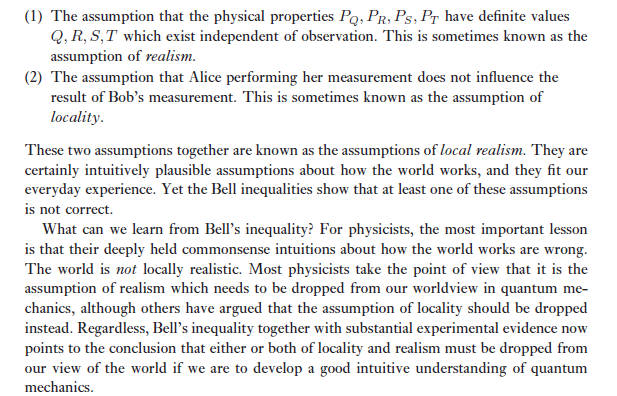 (1) The assumption that the physical properties P_Q, P_R, P_S, P_T have definite values
Q, R, S, T which exist independent of observation. This is sometimes known as the
assumption of realism.
(2) The assumption that Alice performing her measurement does not influence the
result of Bob's measurement. This is sometimes known as the assumption of
locality.
These two assumptions together are known as the assumptions of local realism. They are
certainly intuitively plausible assumptions about how the world works, and they fit our
everyday experience. Yet the Bell inequalities show that at least one of these assumptions
is not correct.
What can we learn from Bell's inequality? For physicists, the most important lesson
is that their deeply held commonsense intuitions about how the world works are wrong.
The world is not locally realistic. Most physicists take the point of view that it is the
assumption of realism which needs to be dropped from our worldview in quantum me-
chanics, although others have argued that the assumption of locality should be dropped
instead. Regardless, Bell's inequality together with substantial experimental evidence now
points to the conclusion that either or both of locality and realism must be dropped from
our view of the world if we are to develop a good intuitive understanding of quantum
mechanics.